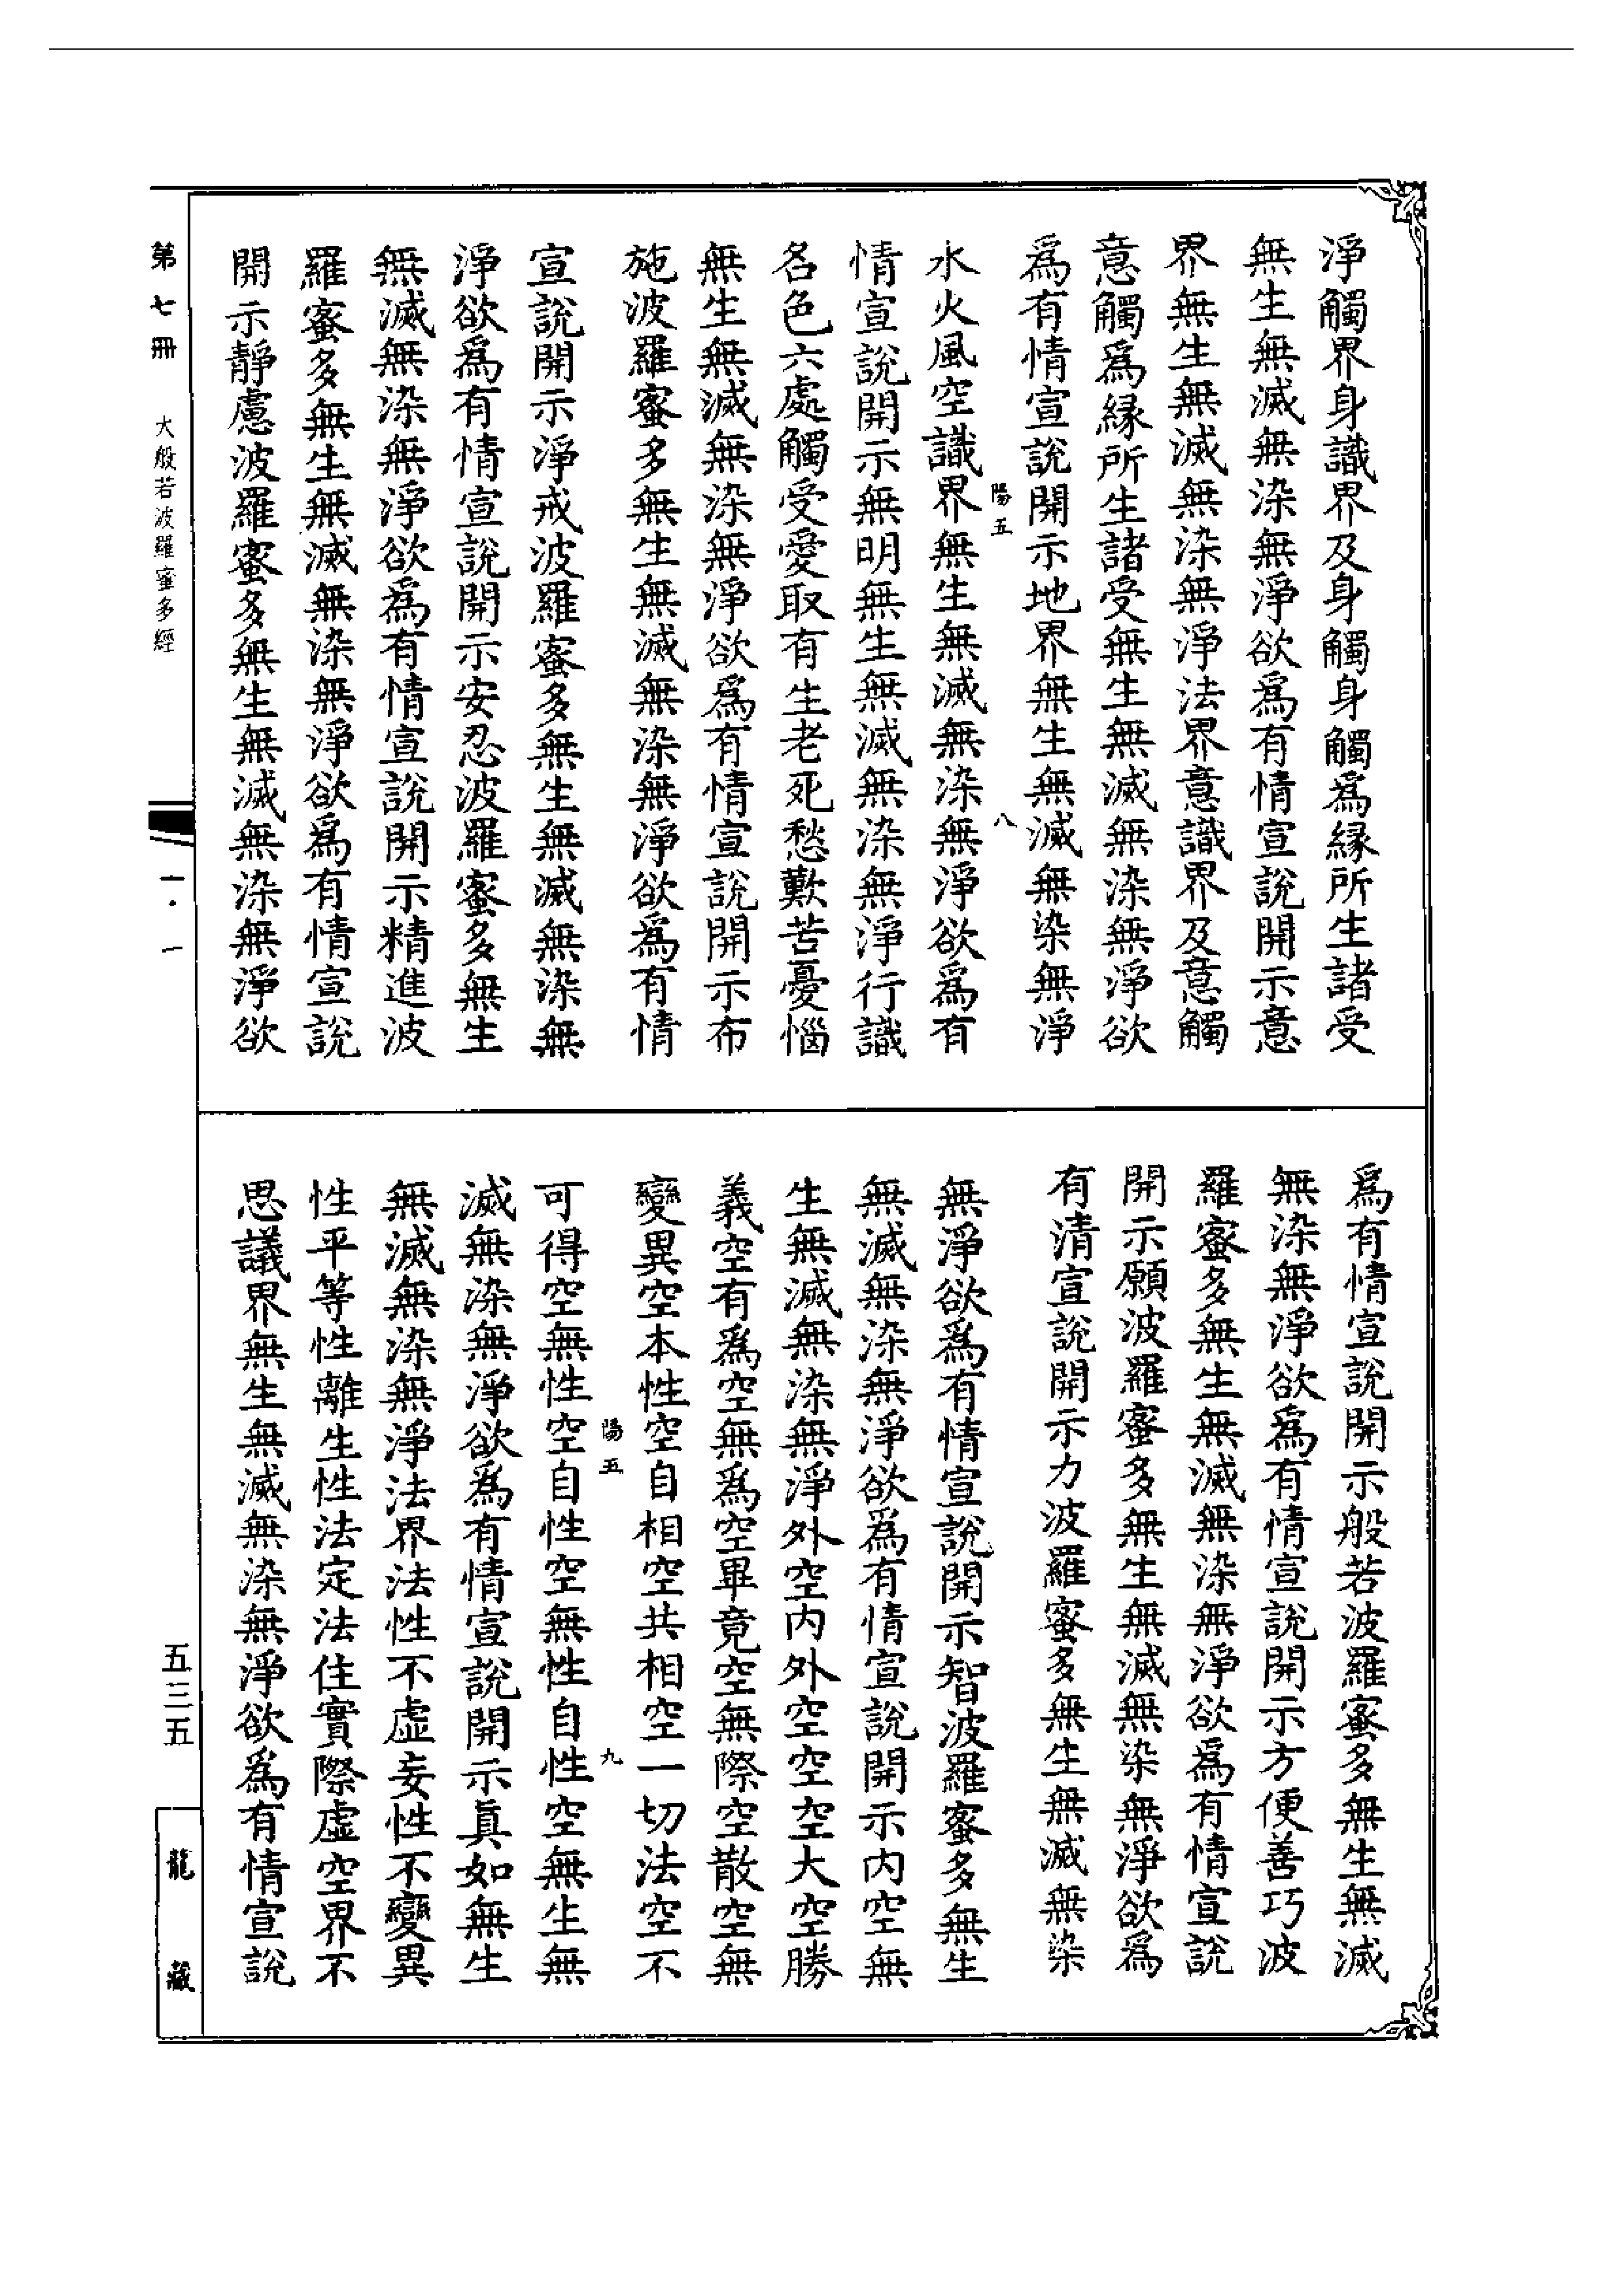 淨觸界身識界及身觸身觸爲緣所生諸受
無生無滅無染無淨欲爲有情宣說開示意
界無生無滅無染無淨法界意識界及意觸
意觸爲緣所生諸受無生無滅無染無淨欲
爲有情宣說開示地界無生無滅無染無淨
陽五 八
水火風空識界無生無滅無染無淨欲爲有
情宣說開示無明無生無滅無染無淨行識
名色六處觸受愛取有生老死愁歎苦憂惱
無生無滅無染無淨欲爲有情宣說開示布
施波羅蜜多無生無滅無染無淨欲爲有情
宣說開示淨戒波羅蜜多無生無滅無染無
淨欲爲有情宣說開示安忍波羅蜜多無生
無滅無染無淨欲爲有情宣說開示精進波
羅蜜多無生無滅無染無淨欲爲有情宣說
開示靜慮波羅蜜多無生無滅無染無淨欲
爲有情宣說開示般若波羅蜜多無生無滅
無染無淨欲爲有情宣說開示方便善巧波
羅蜜多無生無滅無染無淨欲爲有情宣說
開示願波羅蜜多無生無滅無染無淨欲爲
有清宣說開示力波羅蜜多無生無滅無染
無淨欲爲有情宣說開示智波羅蜜多無生
無滅無染無淨欲爲有情宣說開示内空無
生無滅無染無淨外空内外空空空大空勝
義空有爲空無爲空畢竟空無際空散空無
變異空本性空自相空共相空一切法空不
陽五 九
可得空無性空自性空無性自性空無生無
滅無染無淨欲爲有情宣說開示眞如無生
無滅無染無淨法界法性不虛妄性不變異
性平等性離生性法定法住實際虛空界不
思議界無生無滅無染無淨欲爲有情宣說
第七冊 大般若波羅蜜多經 一·一 五三五 龍藏